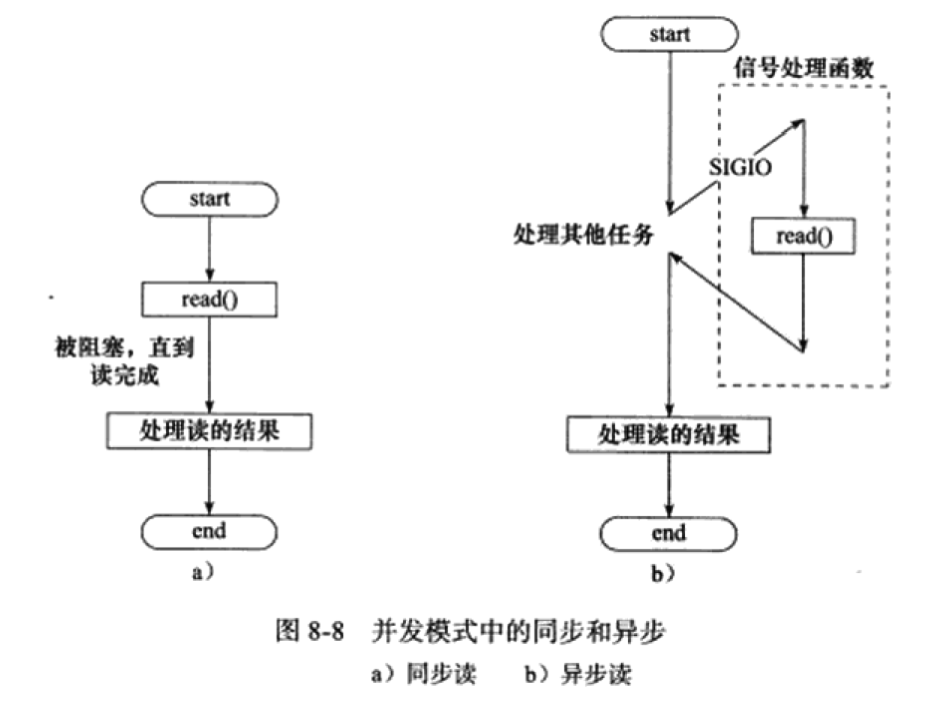 start
read()
被阻塞，直到
读完成
处理读的结果
end
a）
start
信号处理函数
SIGIO
处理其他任务
read()
处理读的结果
end
b）
图 8-8 并发模式中的同步和异步
a）同步读 b）异步读